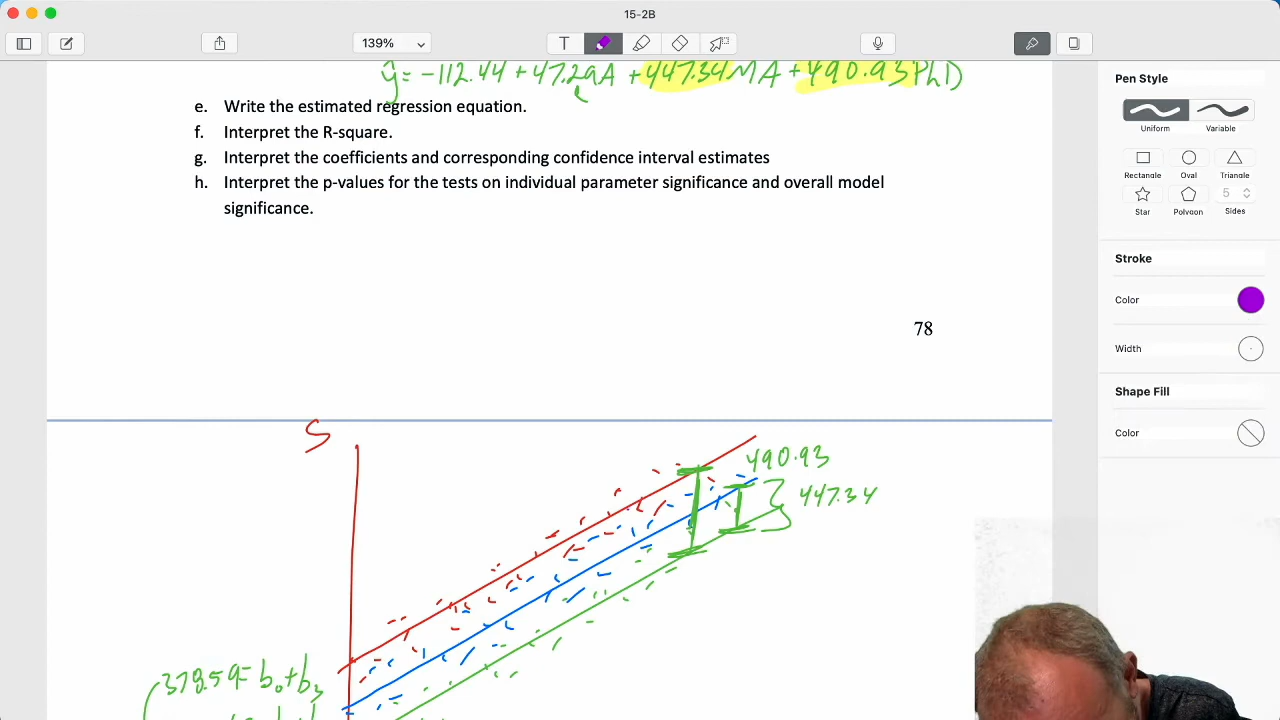 15-2B
139%
T
ŷ = -112.44 + 47.29A + 447.34MA + 490.93PhD
e. Write the estimated regression equation.
f. Interpret the R-square.
g. Interpret the coefficients and corresponding confidence interval estimates
h. Interpret the p-values for the tests on individual parameter significance and overall model
significance.
78
S
490.93
447.34
378.59 = b₀ + b₃
Pen Style
Uniform
Variable
Rectangle
Oval
Triangle
Star
Polygon
5
Sides
Stroke
Color
Width
Shape Fill
Color